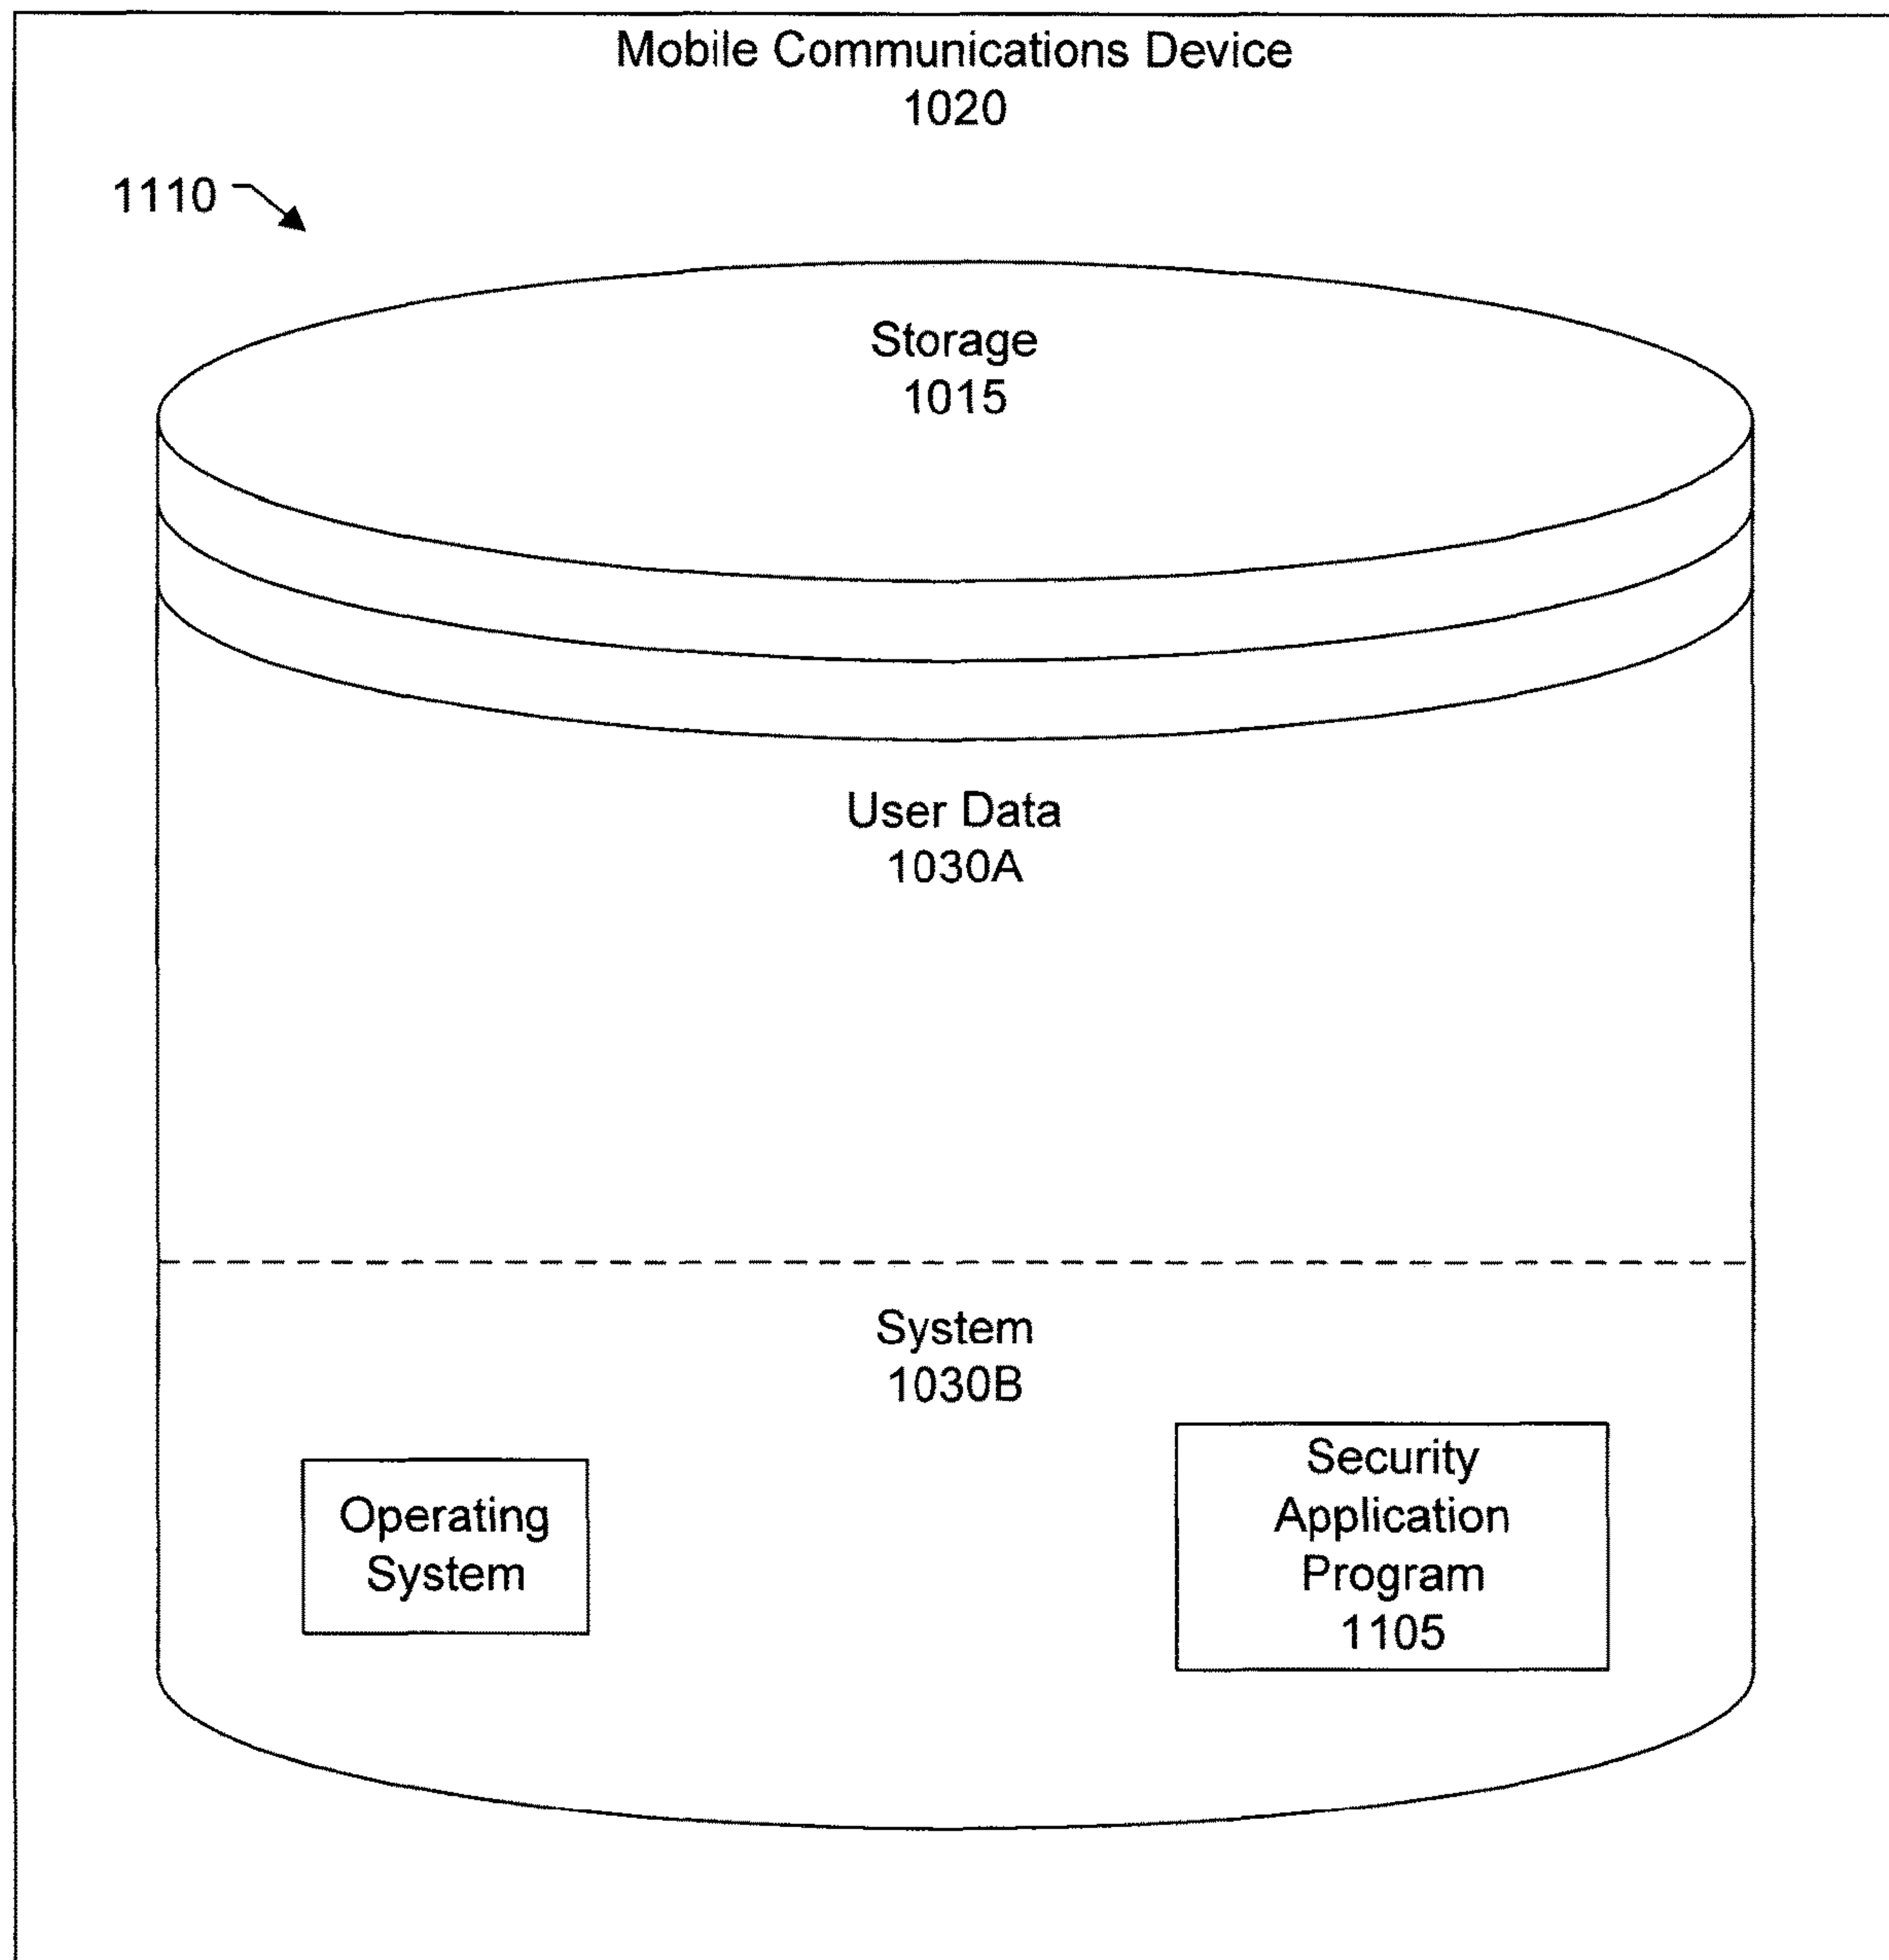 Mobile Communications Device
1020
1110
Storage
1015
User Data
1030A
System
1030B
Operating
System
Security
Application
Program
1105